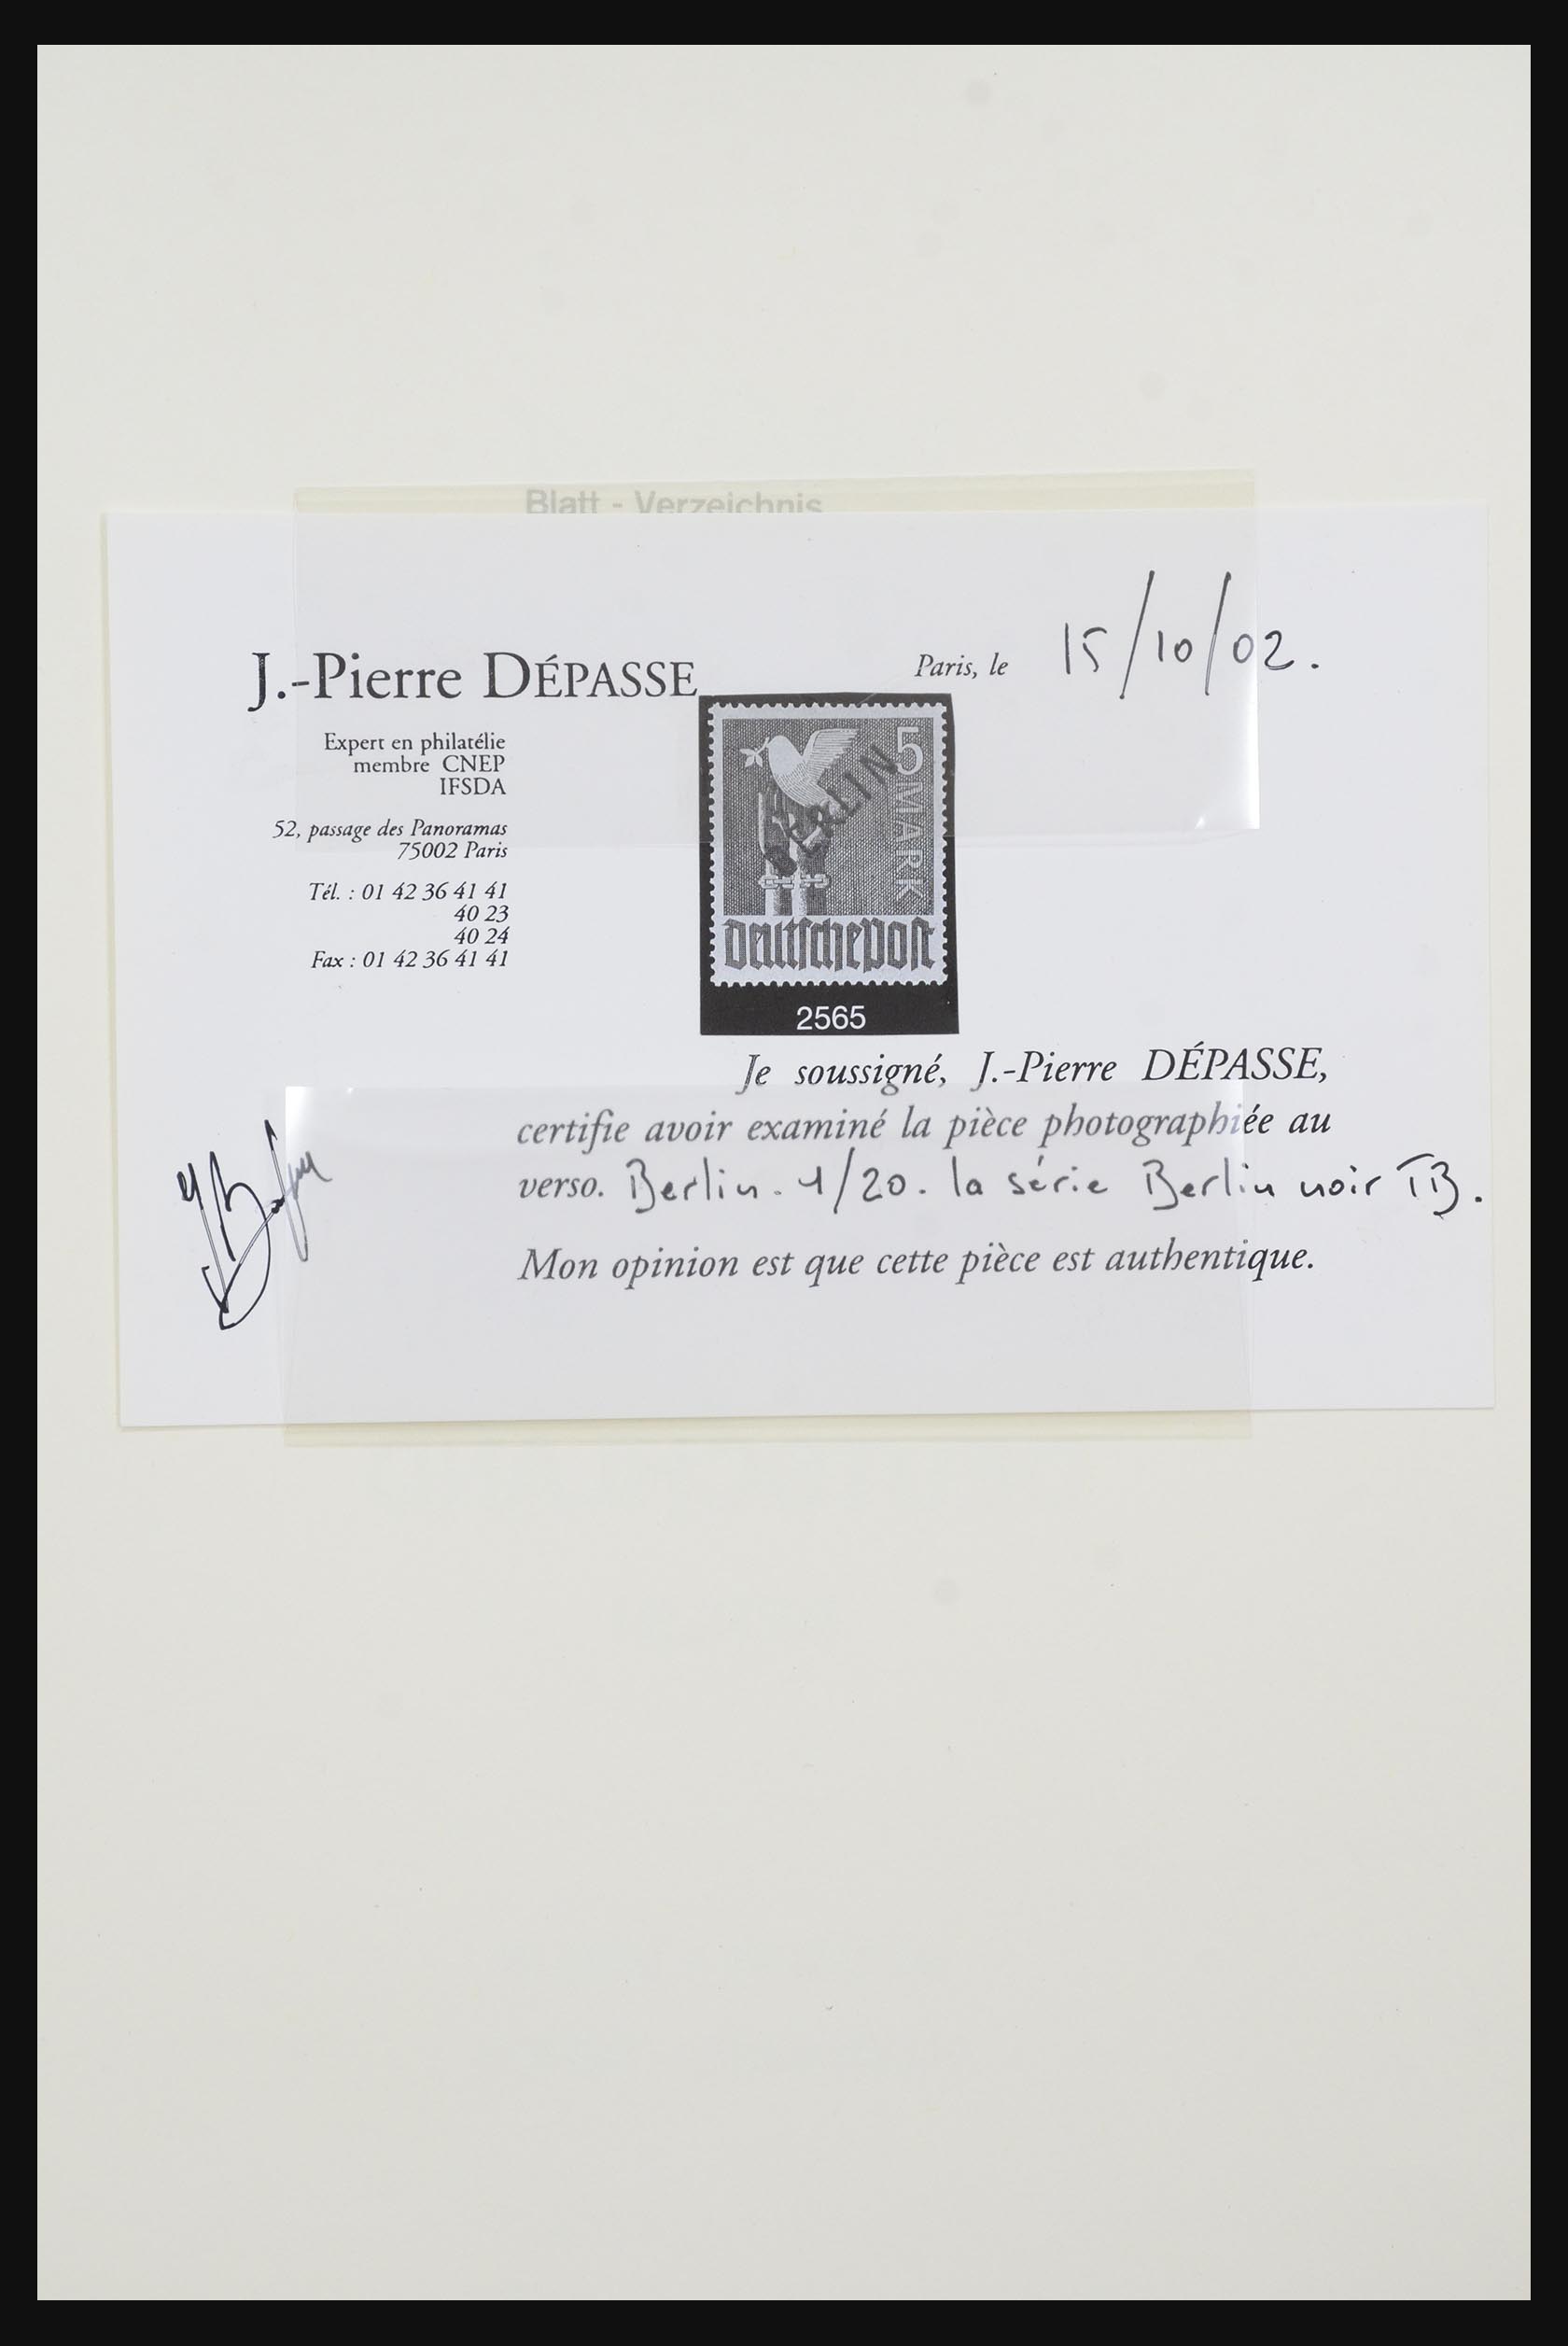 Blatt - Verzeichnis
J.-Pierre DÉPASSE
Paris, le 15/10/02.
Expert en philatélie
membre CNEP
IFSDA
52, passage des Panoramas
75002 Paris
Tél. : 01 42 36 41 41
40 23
40 24
Fax : 01 42 36 41 41
5 MARK
BERLIN
deutsche post
2565
Je soussigné, J.-Pierre DÉPASSE,
certifie avoir examiné la pièce photographiée au
verso. Berlin. 1/20. la série Berlin noir TB.
Mon opinion est que cette pièce est authentique.